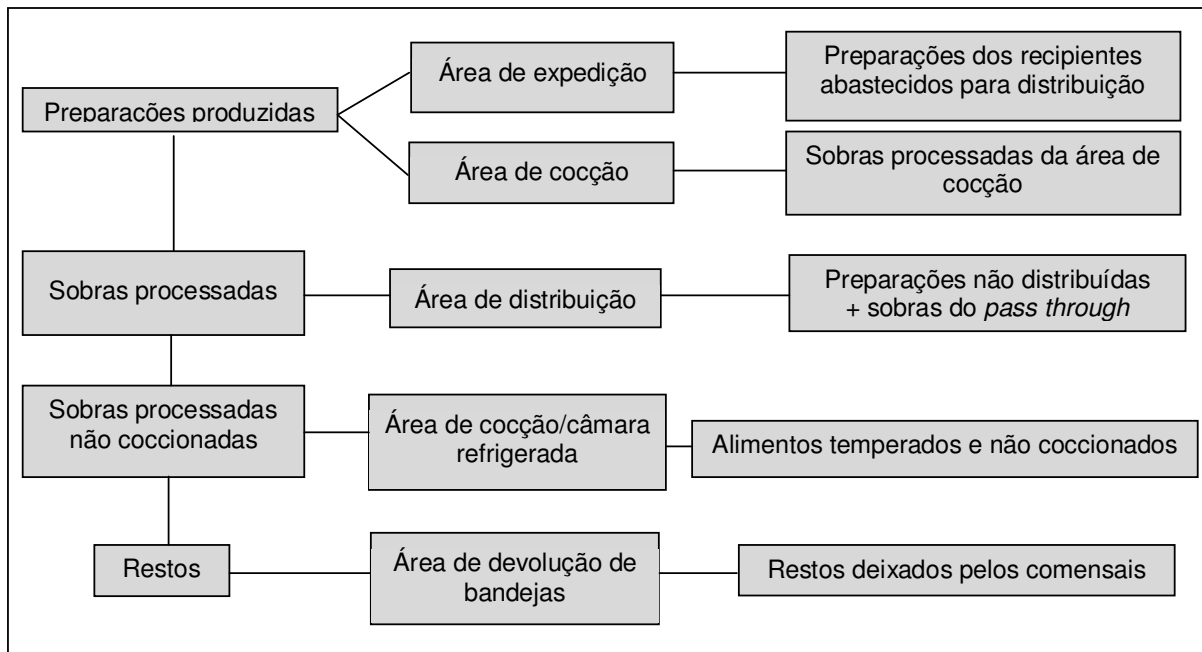 Preparações produzidas
Área de expedição
Preparações dos recipientes
abastecidos para distribuição
Área de cocção
Sobras processadas da área de
cocção
Sobras processadas
Área de distribuição
Preparações não distribuídas
+ sobras do pass through
Sobras processadas
não coccionadas
Área de cocção/câmara
refrigerada
Alimentos temperados e não coccionados
Restos
Área de devolução de
bandejas
Restos deixados pelos comensais